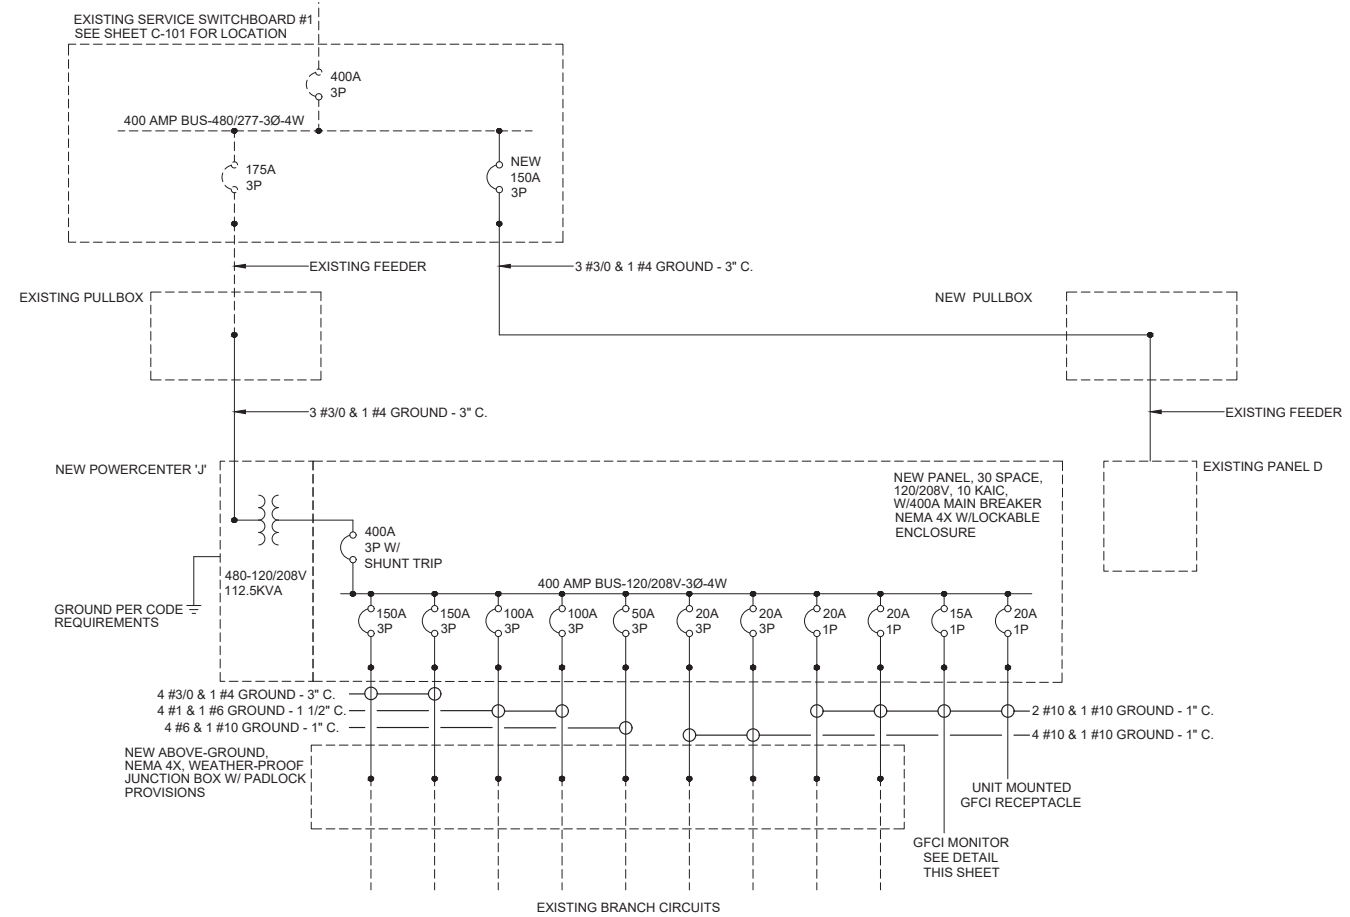 EXISTING SERVICE SWITCHBOARD #1
SEE SHEET C-101 FOR LOCATION
400A
3P
400 AMP BUS-480/277-3Ø-4W
175A
3P
NEW
150A
3P
EXISTING FEEDER
3 #3/0 & 1 #4 GROUND - 3" C.
EXISTING PULLBOX
NEW PULLBOX
3 #3/0 & 1 #4 GROUND - 3" C.
EXISTING FEEDER
NEW POWERCENTER 'J'
EXISTING PANEL D
NEW PANEL, 30 SPACE,
120/208V, 10 KAIC,
W/400A MAIN BREAKER
NEMA 4X W/LOCKABLE
ENCLOSURE
400A
3P W/
SHUNT TRIP
480-120/208V
112.5KVA
GROUND PER CODE
REQUIREMENTS
400 AMP BUS-120/208V-3Ø-4W
150A
3P
150A
3P
100A
3P
100A
3P
50A
3P
20A
3P
20A
3P
20A
1P
20A
1P
15A
1P
20A
1P
4 #3/0 & 1 #4 GROUND - 3" C.
4 #1 & 1 #6 GROUND - 1 1/2" C.
4 #6 & 1 #10 GROUND - 1" C.
2 #10 & 1 #10 GROUND - 1" C.
4 #10 & 1 #10 GROUND - 1" C.
NEW ABOVE-GROUND,
NEMA 4X, WEATHER-PROOF
JUNCTION BOX W/ PADLOCK
PROVISIONS
UNIT MOUNTED
GFCI RECEPTACLE
GFCI MONITOR
SEE DETAIL
THIS SHEET
EXISTING BRANCH CIRCUITS